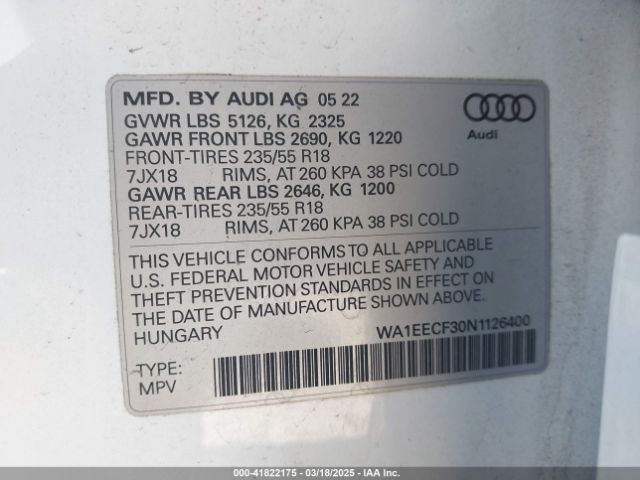 MFD. BY AUDI AG 05 22
GVWR LBS 5126, KG 2325
GAWR FRONT LBS 2690, KG 1220
FRONT-TIRES 235/55 R18
7JX18 RIMS, AT 260 KPA 38 PSI COLD
GAWR REAR LBS 2646, KG 1200
REAR-TIRES 235/55 R18
7JX18 RIMS, AT 260 KPA 38 PSI COLD
Audi
THIS VEHICLE CONFORMS TO ALL APPLICABLE
U.S. FEDERAL MOTOR VEHICLE SAFETY AND
THEFT PREVENTION STANDARDS IN EFFECT ON
THE DATE OF MANUFACTURE SHOWN ABOVE.
HUNGARY
WA1EECF30N1126400
TYPE:
MPV
000-41822175 — 03/18/2025 — IAA Inc. Copyright